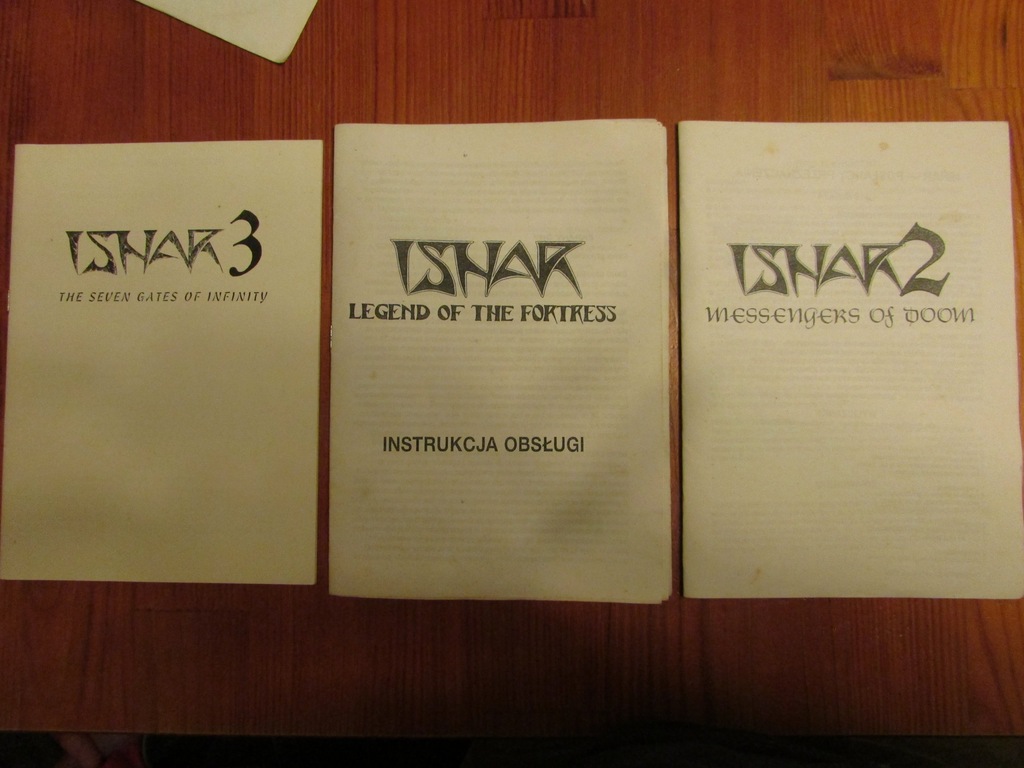 ISHAR 3
THE SEVEN GATES OF INFINITY
ISHAR
LEGEND OF THE FORTRESS
INSTRUKCJA OBSŁUGI
ISHAR 2
MESSENGERS OF DOOM